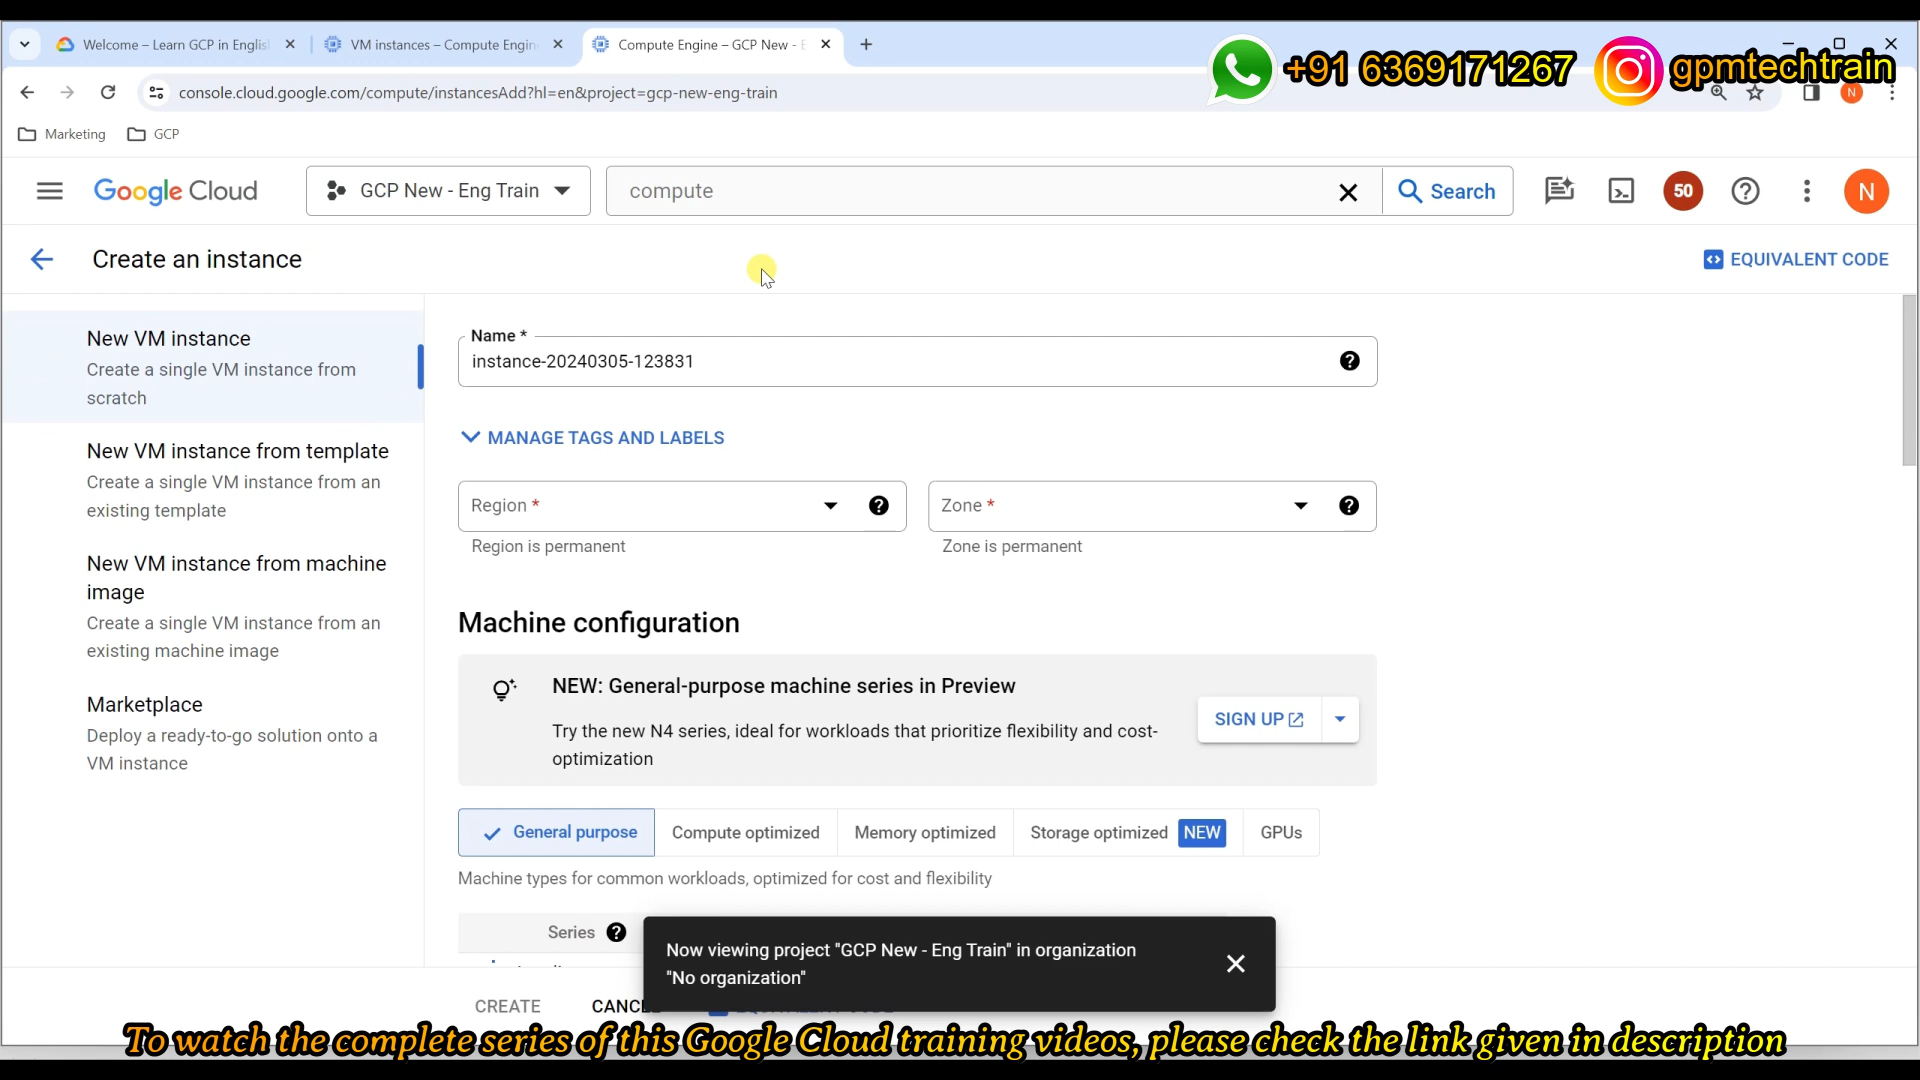 Welcome – Learn GCP in English
VM instances – Compute Engin
Compute Engine – GCP New - E
+91 6369171267
gpmtechtrain
console.cloud.google.com/compute/instancesAdd?hl=en&project=gcp-new-eng-train
N
Marketing
GCP
Google Cloud
GCP New - Eng Train
compute
Search
50
N
Create an instance
EQUIVALENT CODE
New VM instance
Create a single VM instance from
scratch
New VM instance from template
Create a single VM instance from an
existing template
New VM instance from machine
image
Create a single VM instance from an
existing machine image
Marketplace
Deploy a ready-to-go solution onto a
VM instance
Name *
instance-20240305-123831
MANAGE TAGS AND LABELS
Region *
Zone *
Region is permanent
Zone is permanent
Machine configuration
NEW: General-purpose machine series in Preview
Try the new N4 series, ideal for workloads that prioritize flexibility and cost-
optimization
SIGN UP
General purpose
Compute optimized
Memory optimized
Storage optimized
NEW
GPUs
Machine types for common workloads, optimized for cost and flexibility
Series
Now viewing project "GCP New - Eng Train" in organization
"No organization"
CREATE
CANCE
To watch the complete series of this Google Cloud training videos, please check the link given in description